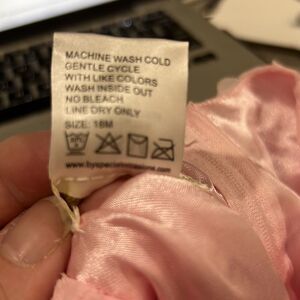 MACHINE WASH COLD
GENTLE CYCLE
WITH LIKE COLORS
WASH INSIDE OUT
NO BLEACH
LINE DRY ONLY
SIZE: 18M